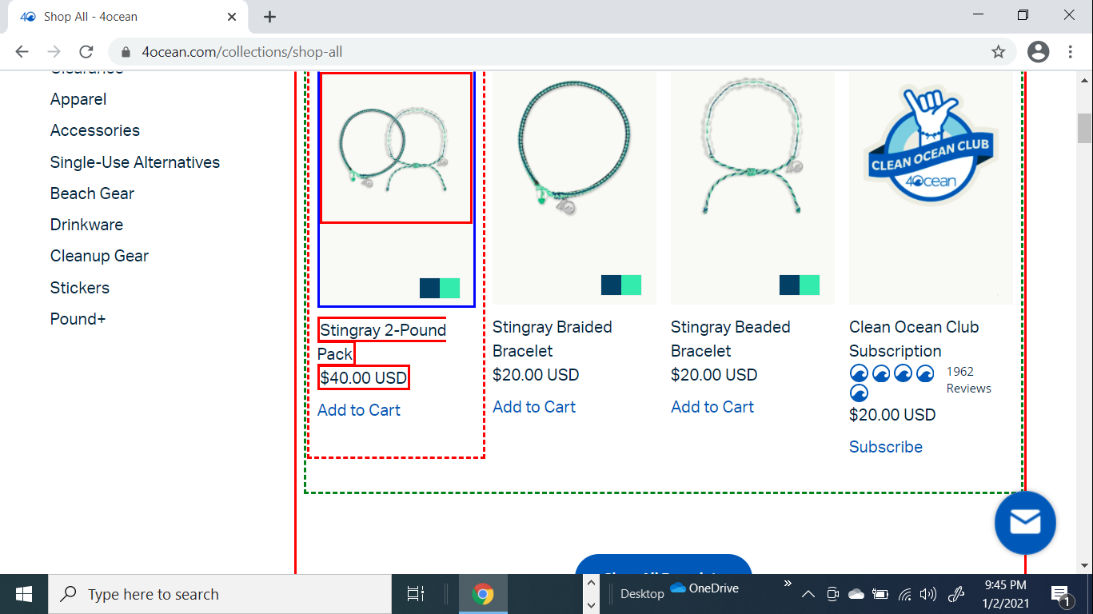 Shop All - 4ocean
4ocean.com/collections/shop-all
Clearance
Apparel
Accessories
Single-Use Alternatives
Beach Gear
Drinkware
Cleanup Gear
Stickers
Pound+
Stingray 2-Pound
Pack
$40.00 USD
Add to Cart
Stingray Braided
Bracelet
$20.00 USD
Add to Cart
Stingray Beaded
Bracelet
$20.00 USD
Add to Cart
CLEAN OCEAN CLUB
4ocean
Clean Ocean Club
Subscription
1962
Reviews
$20.00 USD
Subscribe
Type here to search
Desktop
OneDrive
9:45 PM
1/2/2021
1